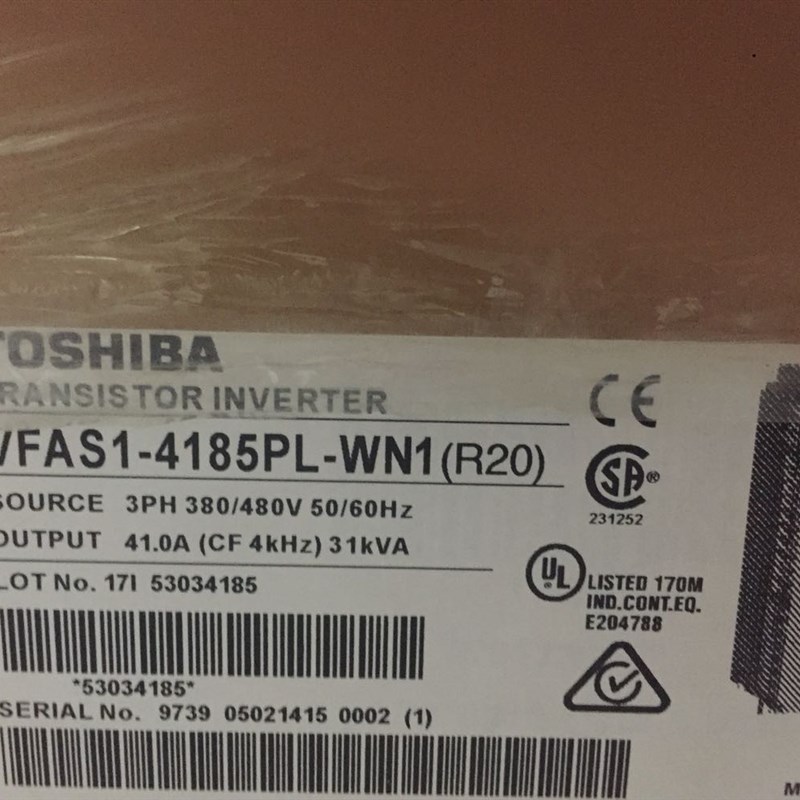 TOSHIBA
TRANSISTOR INVERTER
VFAS1-4185PL-WN1 (R20)
SOURCE 3PH 380/480V 50/60Hz
OUTPUT 41.0A (CF 4kHz) 31kVA
LOT No. 17I 53034185
*53034185*
SERIAL No. 9739 05021415 0002 (1)
CE
SA®
231252
UL
LISTED 170M
IND.CONT.EQ.
E204788